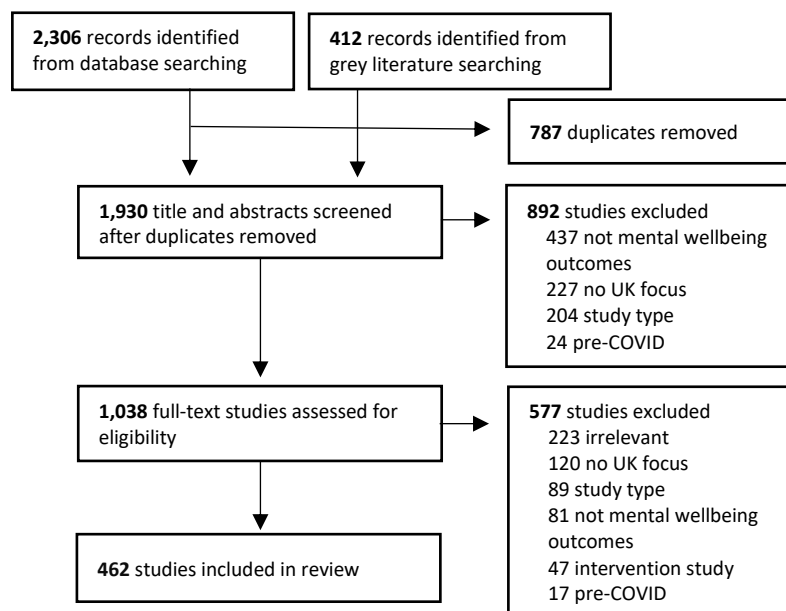 2,306 records identified
from database searching
412 records identified from
grey literature searching
787 duplicates removed
1,930 title and abstracts screened
after duplicates removed
892 studies excluded
437 not mental wellbeing
outcomes
227 no UK focus
204 study type
24 pre-COVID
1,038 full-text studies assessed for
eligibility
577 studies excluded
223 irrelevant
120 no UK focus
89 study type
81 not mental wellbeing
outcomes
47 intervention study
17 pre-COVID
462 studies included in review